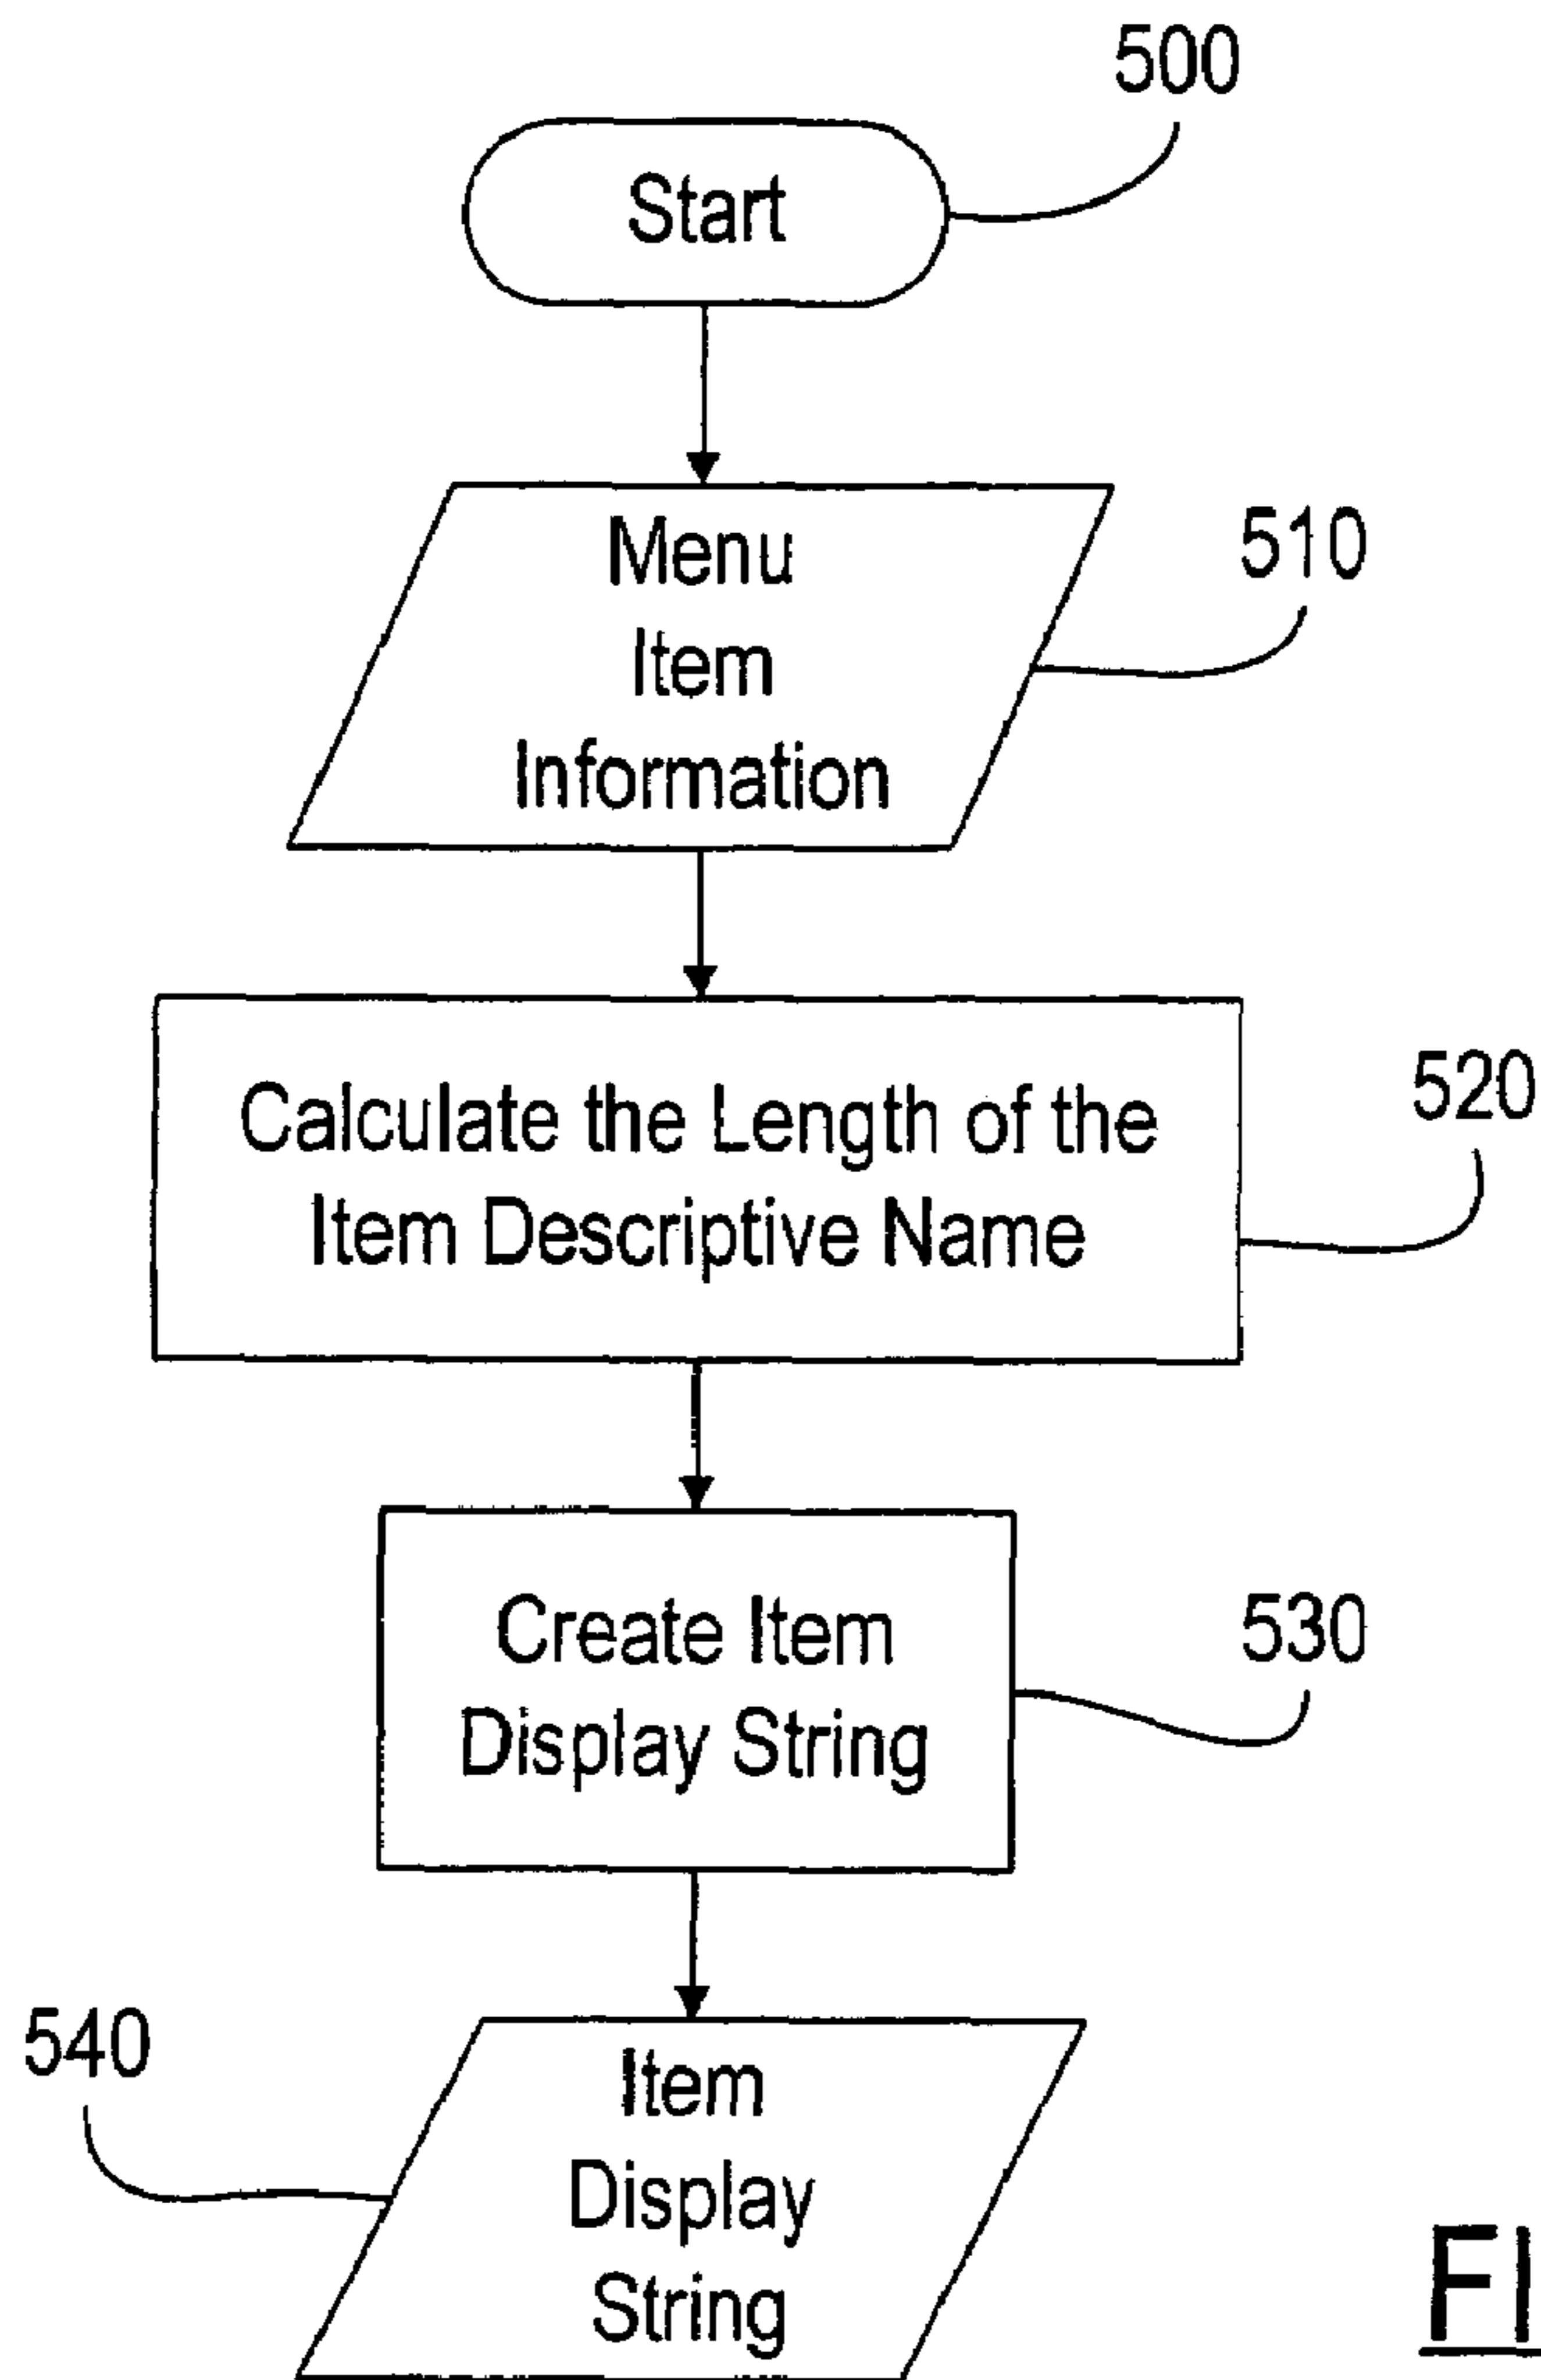 500
Start
Menu
Item
Information
510
Calculate the Length of the
Item Descriptive Name
520
Create Item
Display String
530
540
Item
Display
String
FI